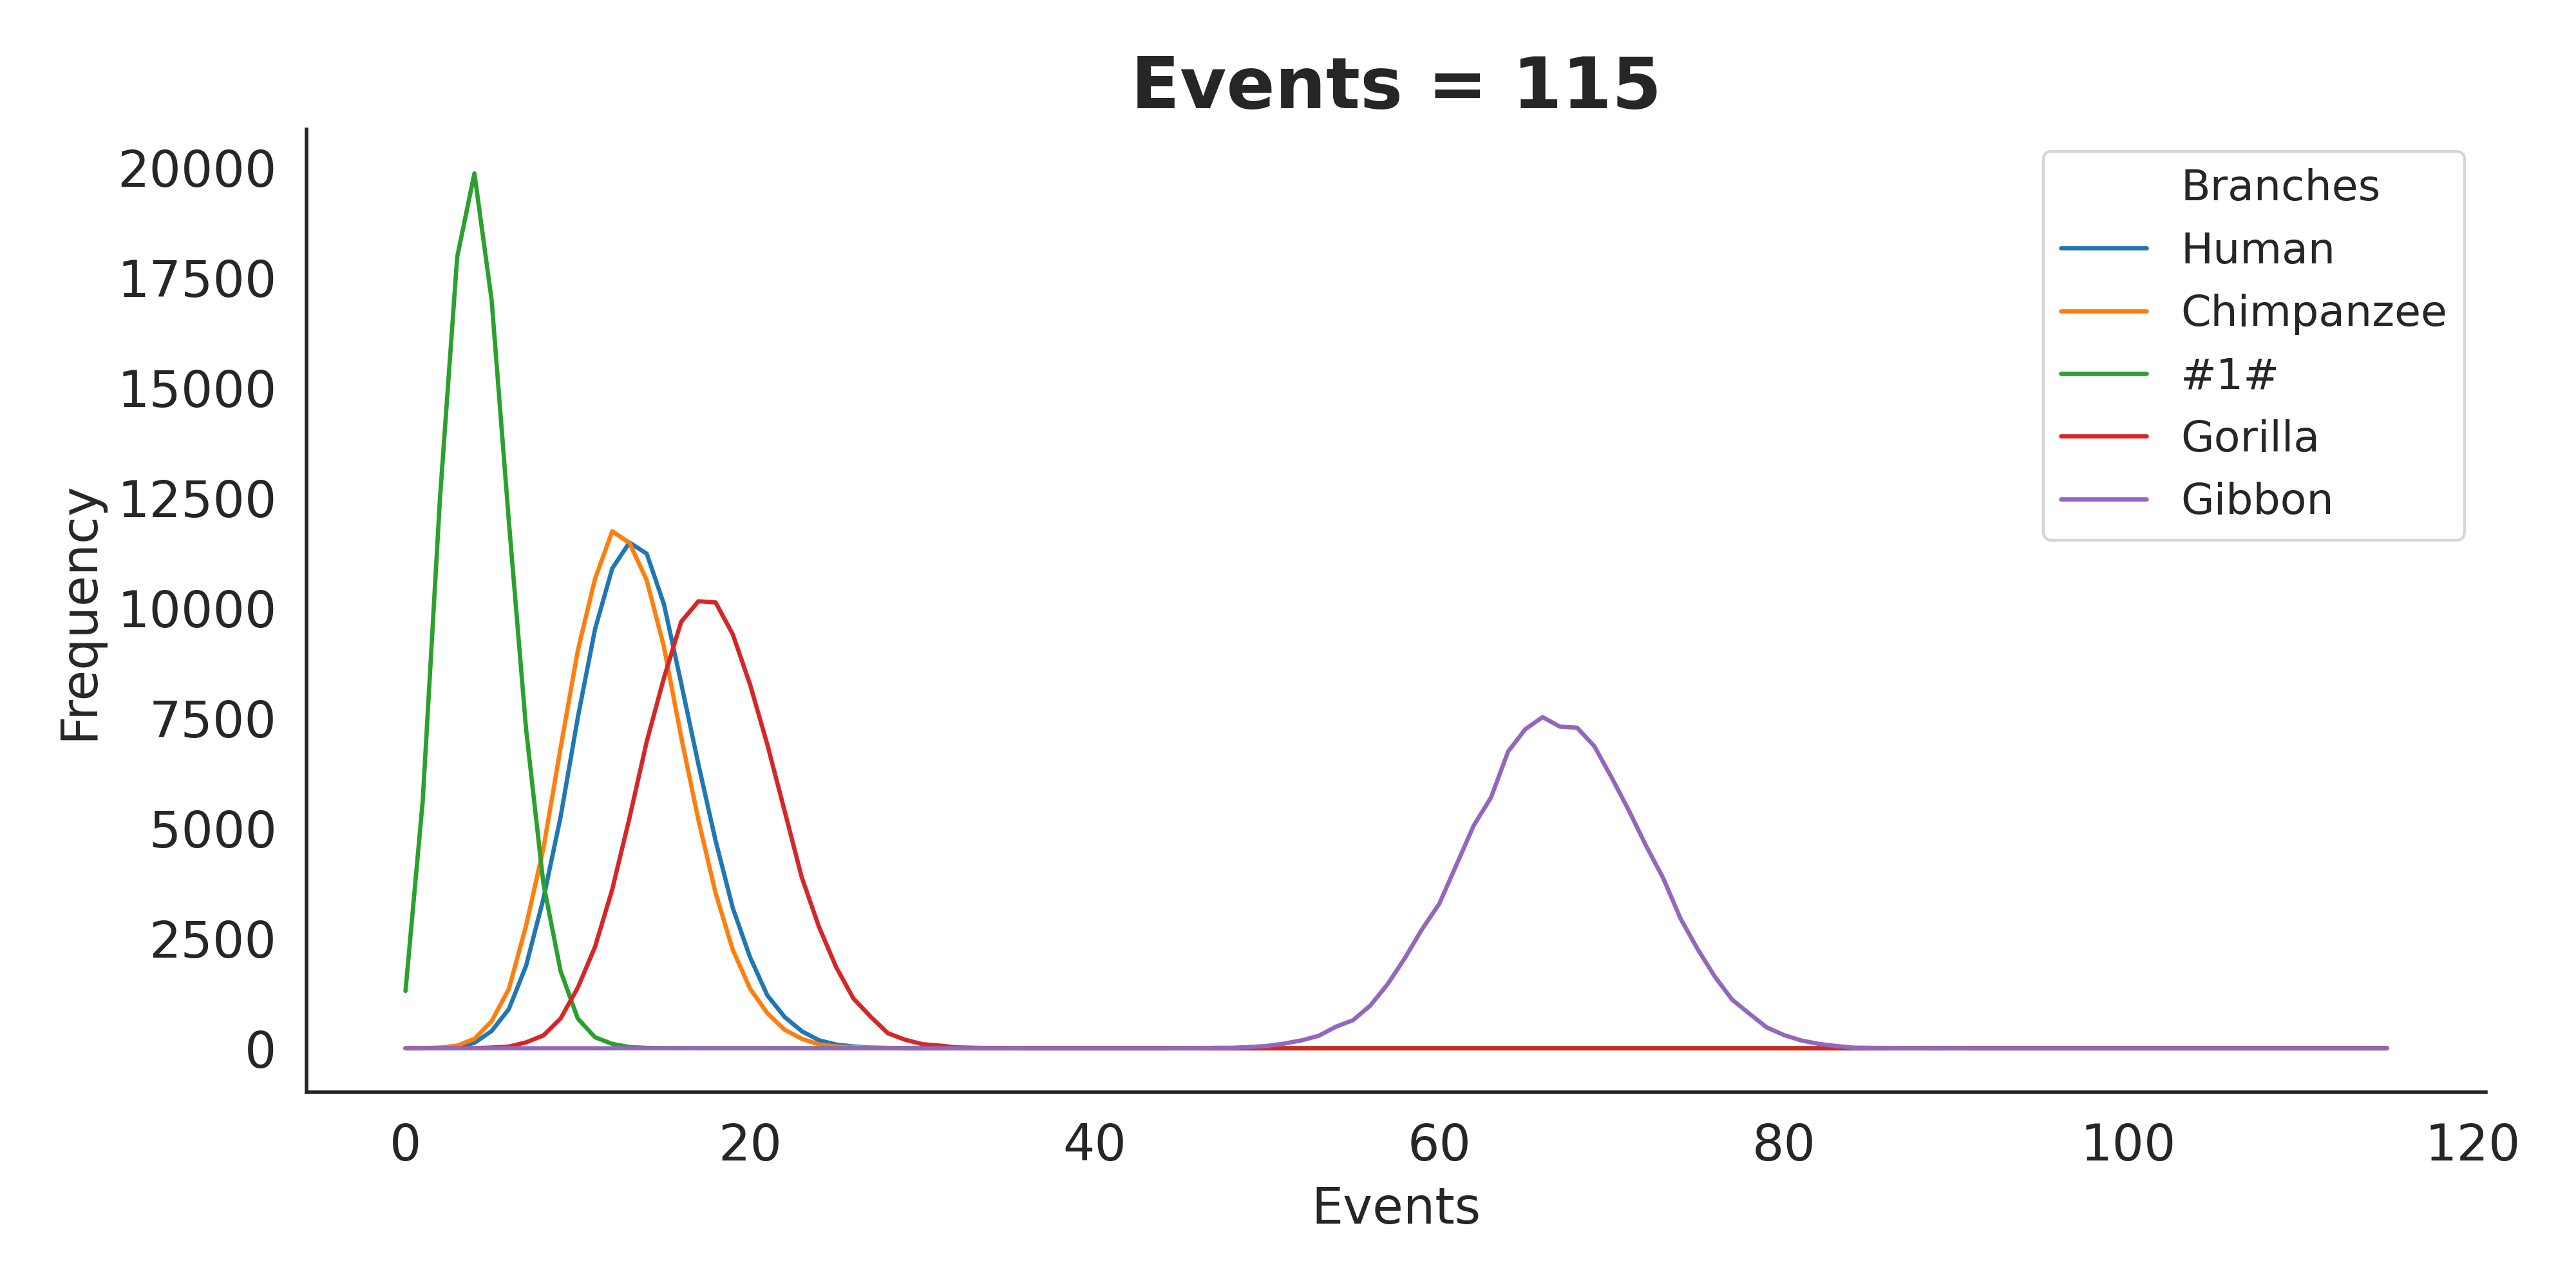 Events = 115
20000
17500
15000
12500
10000
7500
5000
2500
0
Frequency
0 20 40 60 80 100 120
Events
Branches
Human
Chimpanzee
#1#
Gorilla
Gibbon